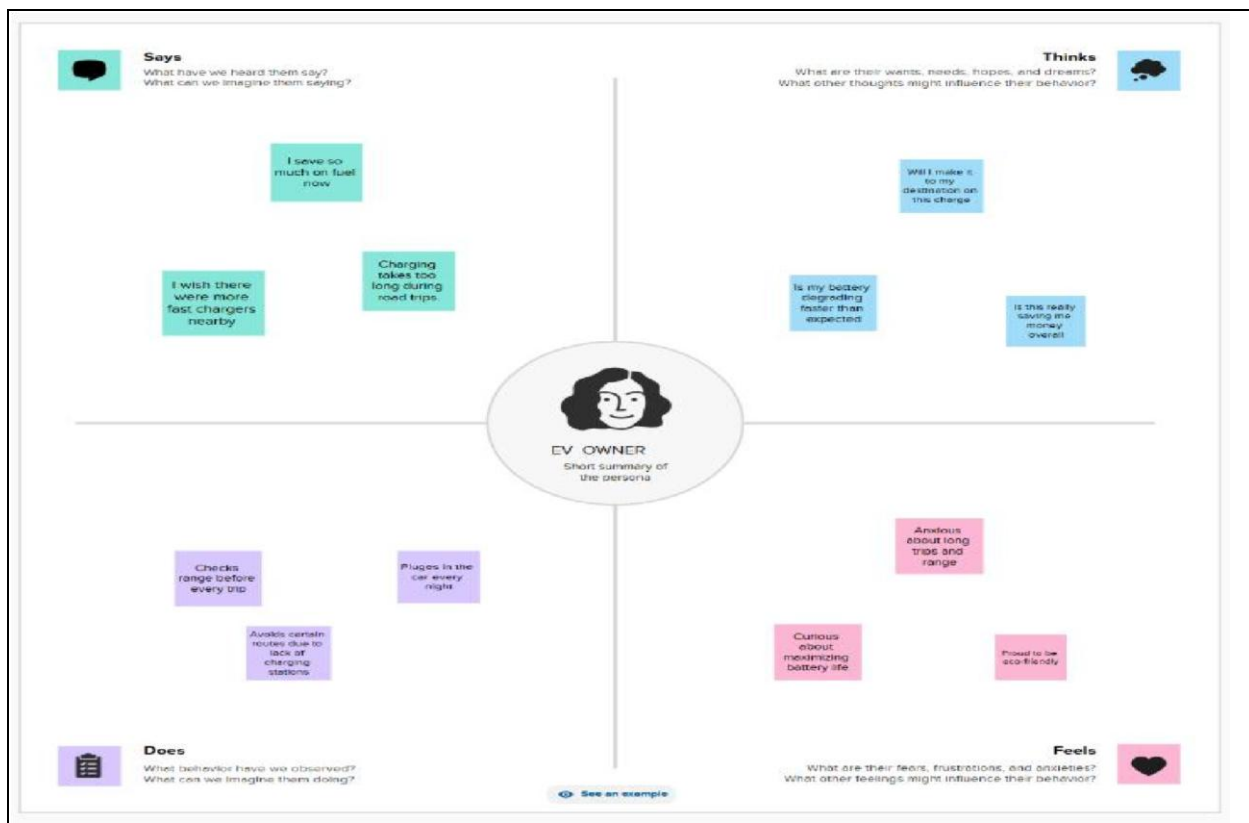 Says
What have we heard them say?
What can we imagine them saying?
Thinks
What are their wants, needs, hopes, and dreams?
What other thoughts might influence their behavior?
I save so
much on fuel
now
I wish there
were more
fast chargers
nearby
Charging
takes too
long during
road trips.
Will I make it
to my
destination on
this charge
Is my battery
degrading
faster than
expected
Is this really
saving me
money
overall
EV OWNER
Short summary of
the persona
Checks
range before
every trip
Pluges in the
car every
night
Avoids certain
routes due to
lack of
charging
stations
Anxious
about long
trips and
range
Curious
about
maximizing
battery life
Proud to be
eco-friendly
Does
What behavior have we observed?
What can we imagine them doing?
Feels
What are their fears, frustrations, and anxieties?
What other feelings might influence their behavior?
See an example